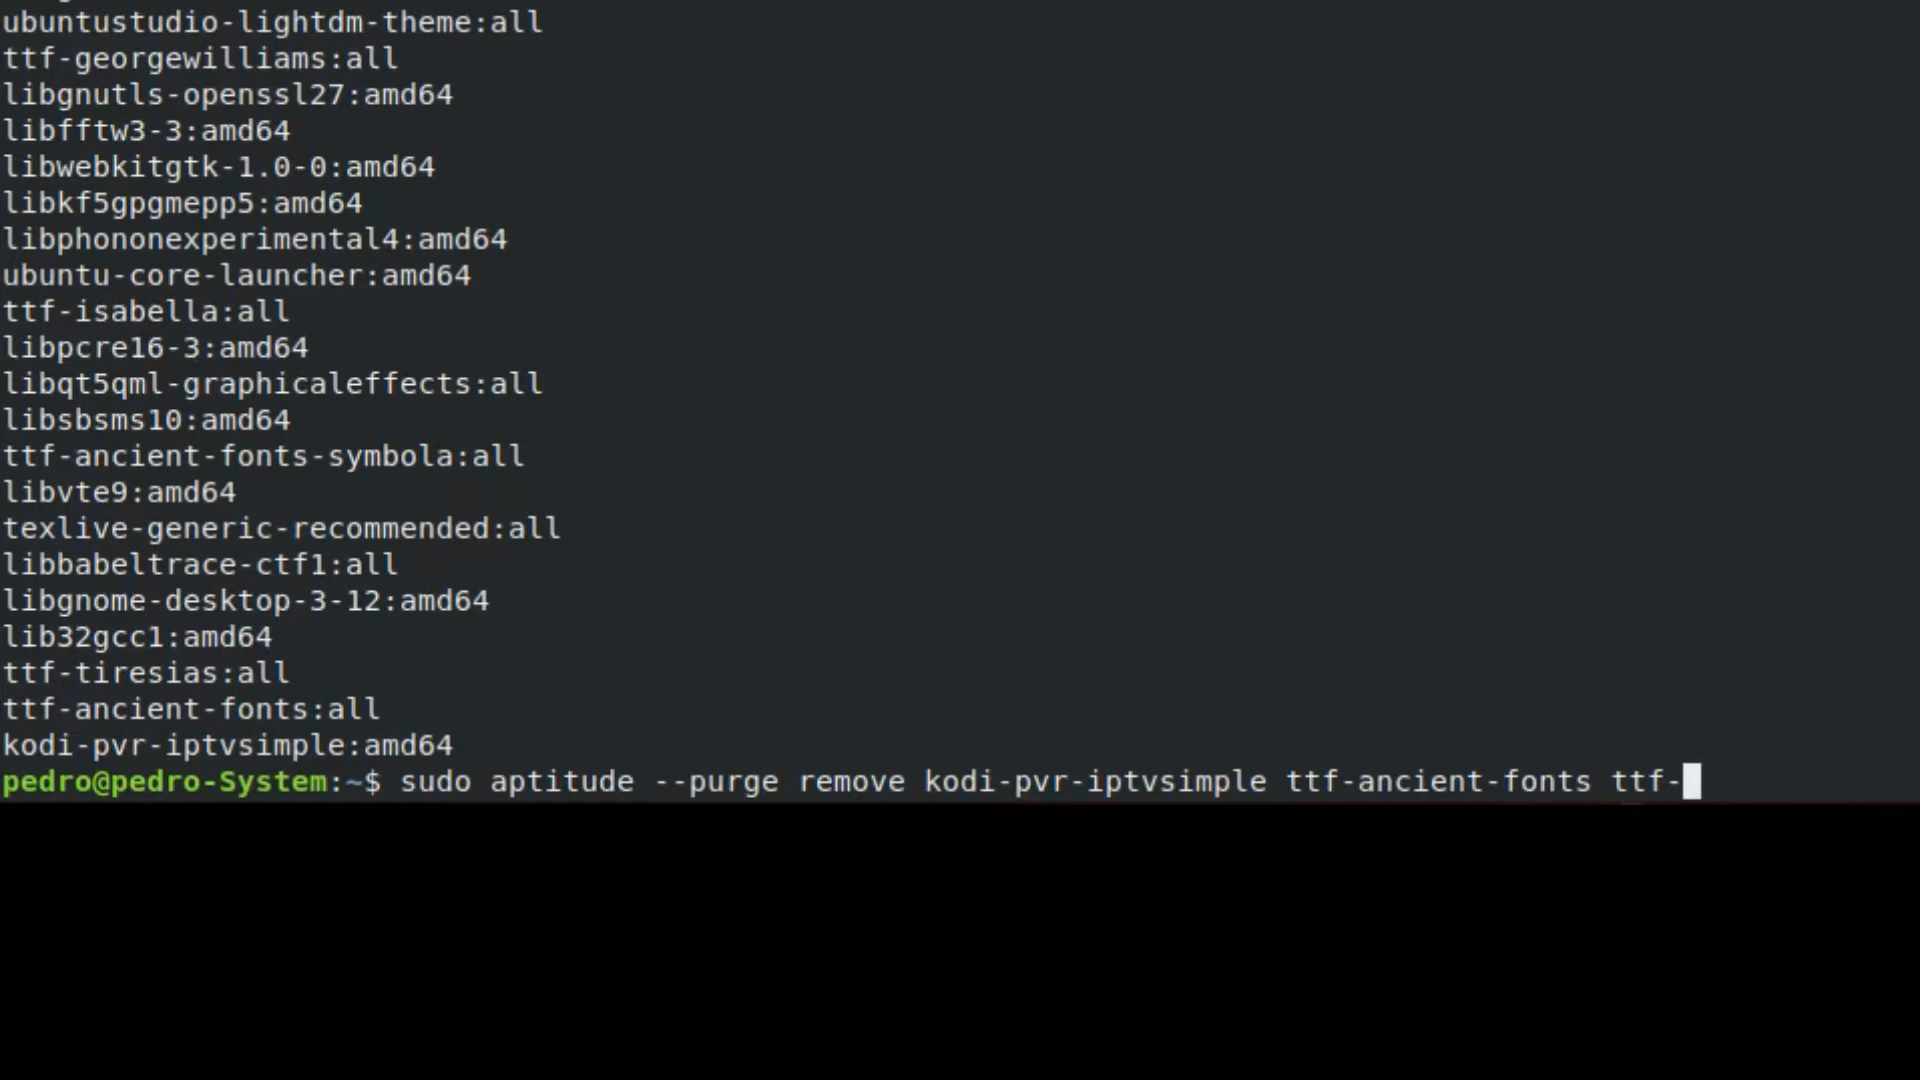 ubuntustudio-lightdm-theme:all
ttf-georgewilliams:all
libgnutls-openssl27:amd64
libfftw3-3:amd64
libwebkitgtk-1.0-0:amd64
libkf5gpgmepp5:amd64
libphononexperimental4:amd64
ubuntu-core-launcher:amd64
ttf-isabella:all
libpcre16-3:amd64
libqt5qml-graphicaleffects:all
libsbsms10:amd64
ttf-ancient-fonts-symbola:all
libvte9:amd64
texlive-generic-recommended:all
libbabeltrace-ctf1:all
libgnome-desktop-3-12:amd64
lib32gcc1:amd64
ttf-tiresias:all
ttf-ancient-fonts:all
kodi-pvr-iptvsimple:amd64
pedro@pedro-System:~$ sudo aptitude --purge remove kodi-pvr-iptvsimple ttf-ancient-fonts ttf-